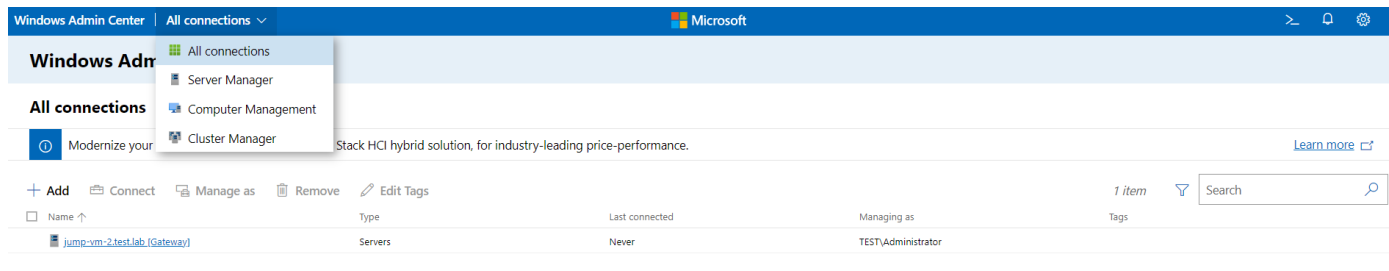 Windows Admin Center | All connections Microsoft
All connections
Windows Adm
Server Manager
All connections Computer Management
Cluster Manager
Modernize your Stack HCI hybrid solution, for industry-leading price-performance. Learn more
Add Connect Manage as Remove Edit Tags 1 item Search
Name Type Last connected Managing as Tags
jump-vm-2.test.lab [Gateway] Servers Never TEST\Administrator